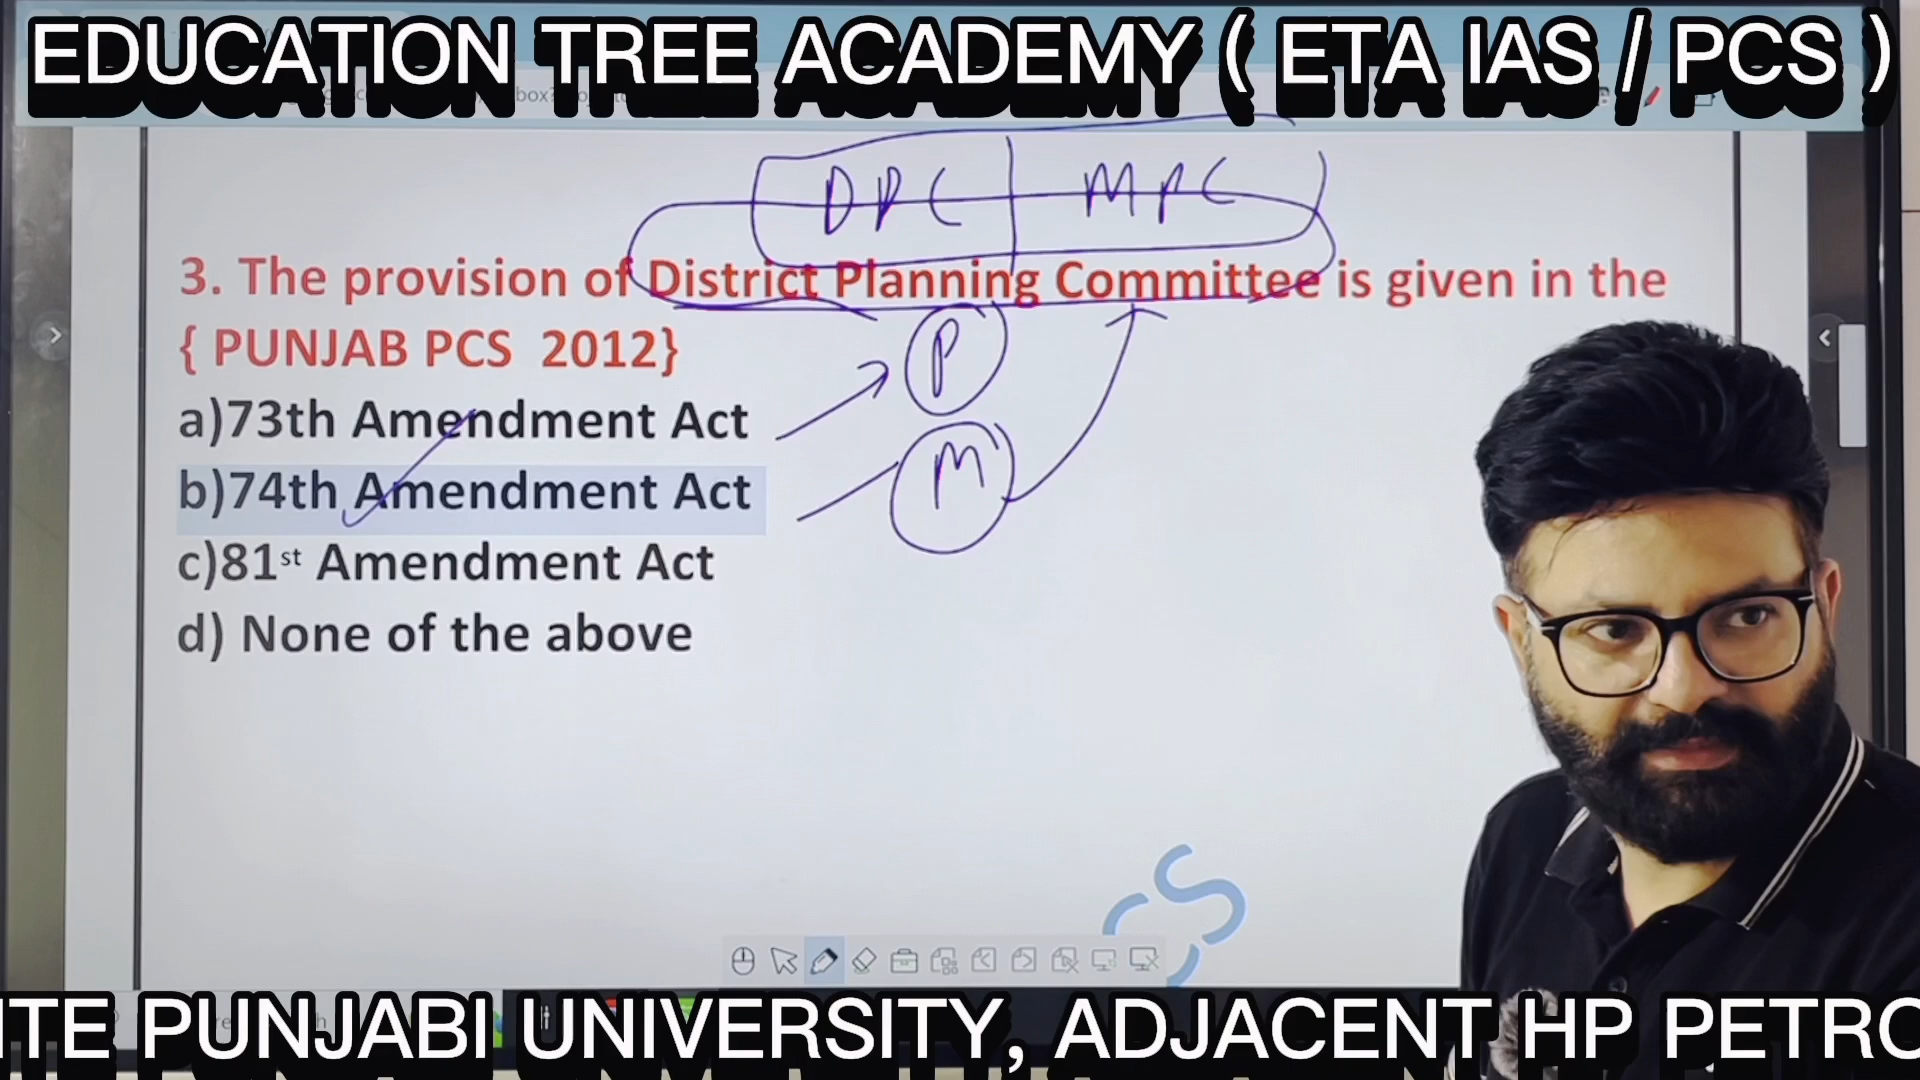 EDUCATION TREE ACADEMY ( ETA IAS / PCS )
DPC MPC
3. The provision of District Planning Committee is given in the
{ PUNJAB PCS 2012}
P
a)73th Amendment Act
M
b)74th Amendment Act
c)81st Amendment Act
d) None of the above
CS
ITE PUNJABI UNIVERSITY, ADJACENT HP PETRO